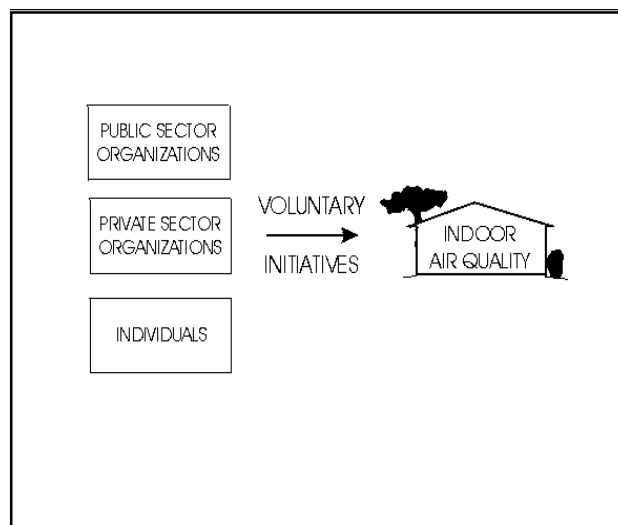 PUBLIC SECTOR
ORGANIZATIONS
PRIVATE SECTOR
ORGANIZATIONS
INDIVIDUALS
VOLUNTARY
INITIATIVES
INDOOR
AIR QUALITY